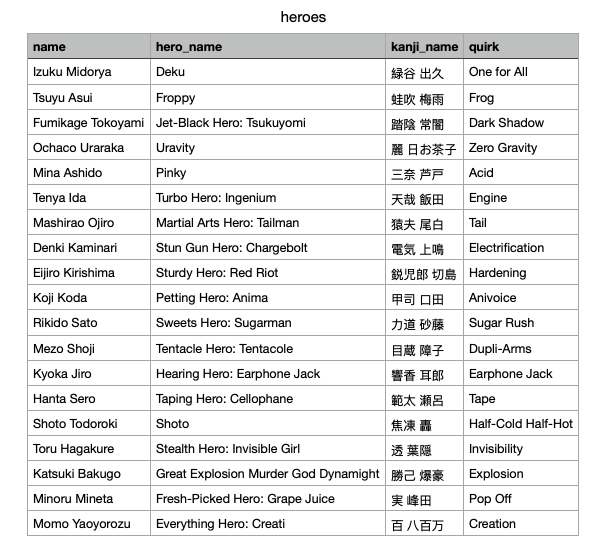 heroes
name hero_name kanji_name quirk
Izuku Midorya Deku 緑谷 出久 One for All
Tsuyu Asui Froppy 蛙吹 梅雨 Frog
Fumikage Tokoyami Jet-Black Hero: Tsukuyomi 踏陰 常闇 Dark Shadow
Ochaco Uraraka Uravity 麗 日お茶子 Zero Gravity
Mina Ashido Pinky 三奈 芦戸 Acid
Tenya Ida Turbo Hero: Ingenium 天哉 飯田 Engine
Mashirao Ojiro Martial Arts Hero: Tailman 猿夫 尾白 Tail
Denki Kaminari Stun Gun Hero: Chargebolt 電気 上鳴 Electrification
Eijiro Kirishima Sturdy Hero: Red Riot 鋭児郎 切島 Hardening
Koji Koda Petting Hero: Anima 甲司 口田 Anivoice
Rikido Sato Sweets Hero: Sugarman 力道 砂藤 Sugar Rush
Mezo Shoji Tentacle Hero: Tentacole 目蔵 障子 Dupli-Arms
Kyoka Jiro Hearing Hero: Earphone Jack 響香 耳郎 Earphone Jack
Hanta Sero Taping Hero: Cellophane 範太 瀬呂 Tape
Shoto Todoroki Shoto 焦凍 轟 Half-Cold Half-Hot
Toru Hagakure Stealth Hero: Invisible Girl 透 葉隠 Invisibility
Katsuki Bakugo Great Explosion Murder God Dynamight 勝己 爆豪 Explosion
Minoru Mineta Fresh-Picked Hero: Grape Juice 実 峰田 Pop Off
Momo Yaoyorozu Everything Hero: Creati 百 八百万 Creation